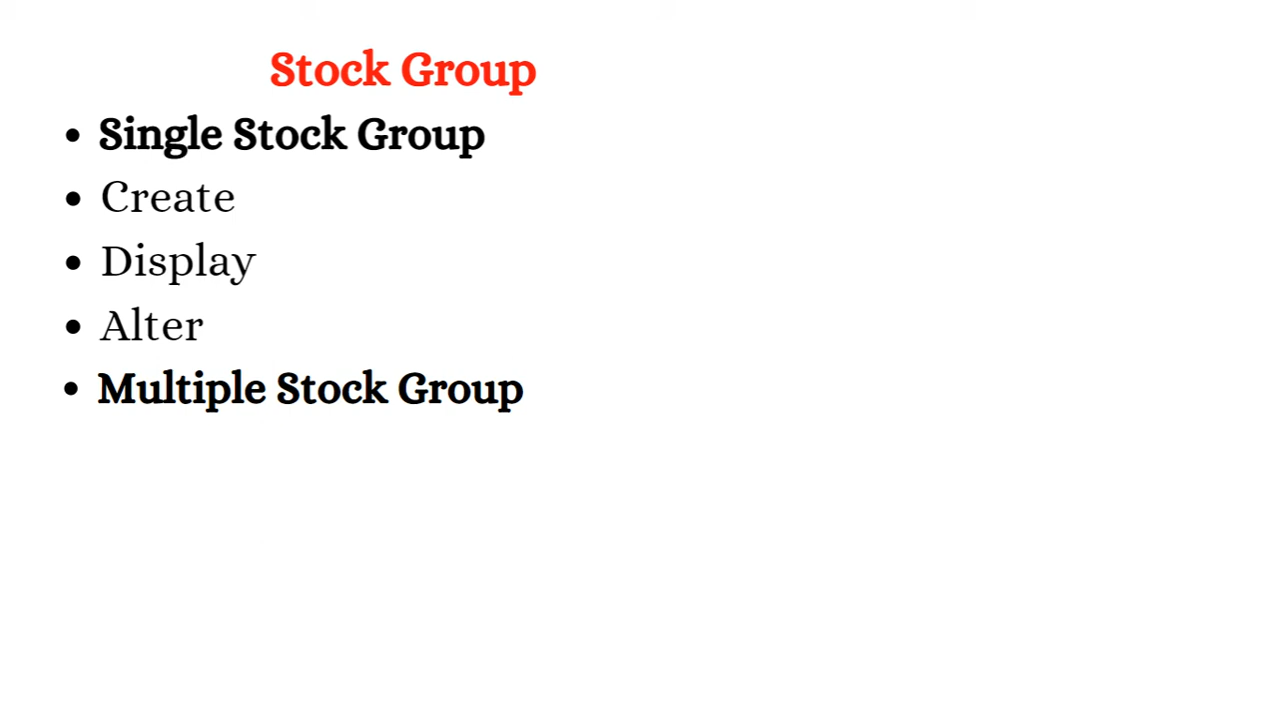 Stock Group
• Single Stock Group
• Create
• Display
• Alter
• Multiple Stock Group